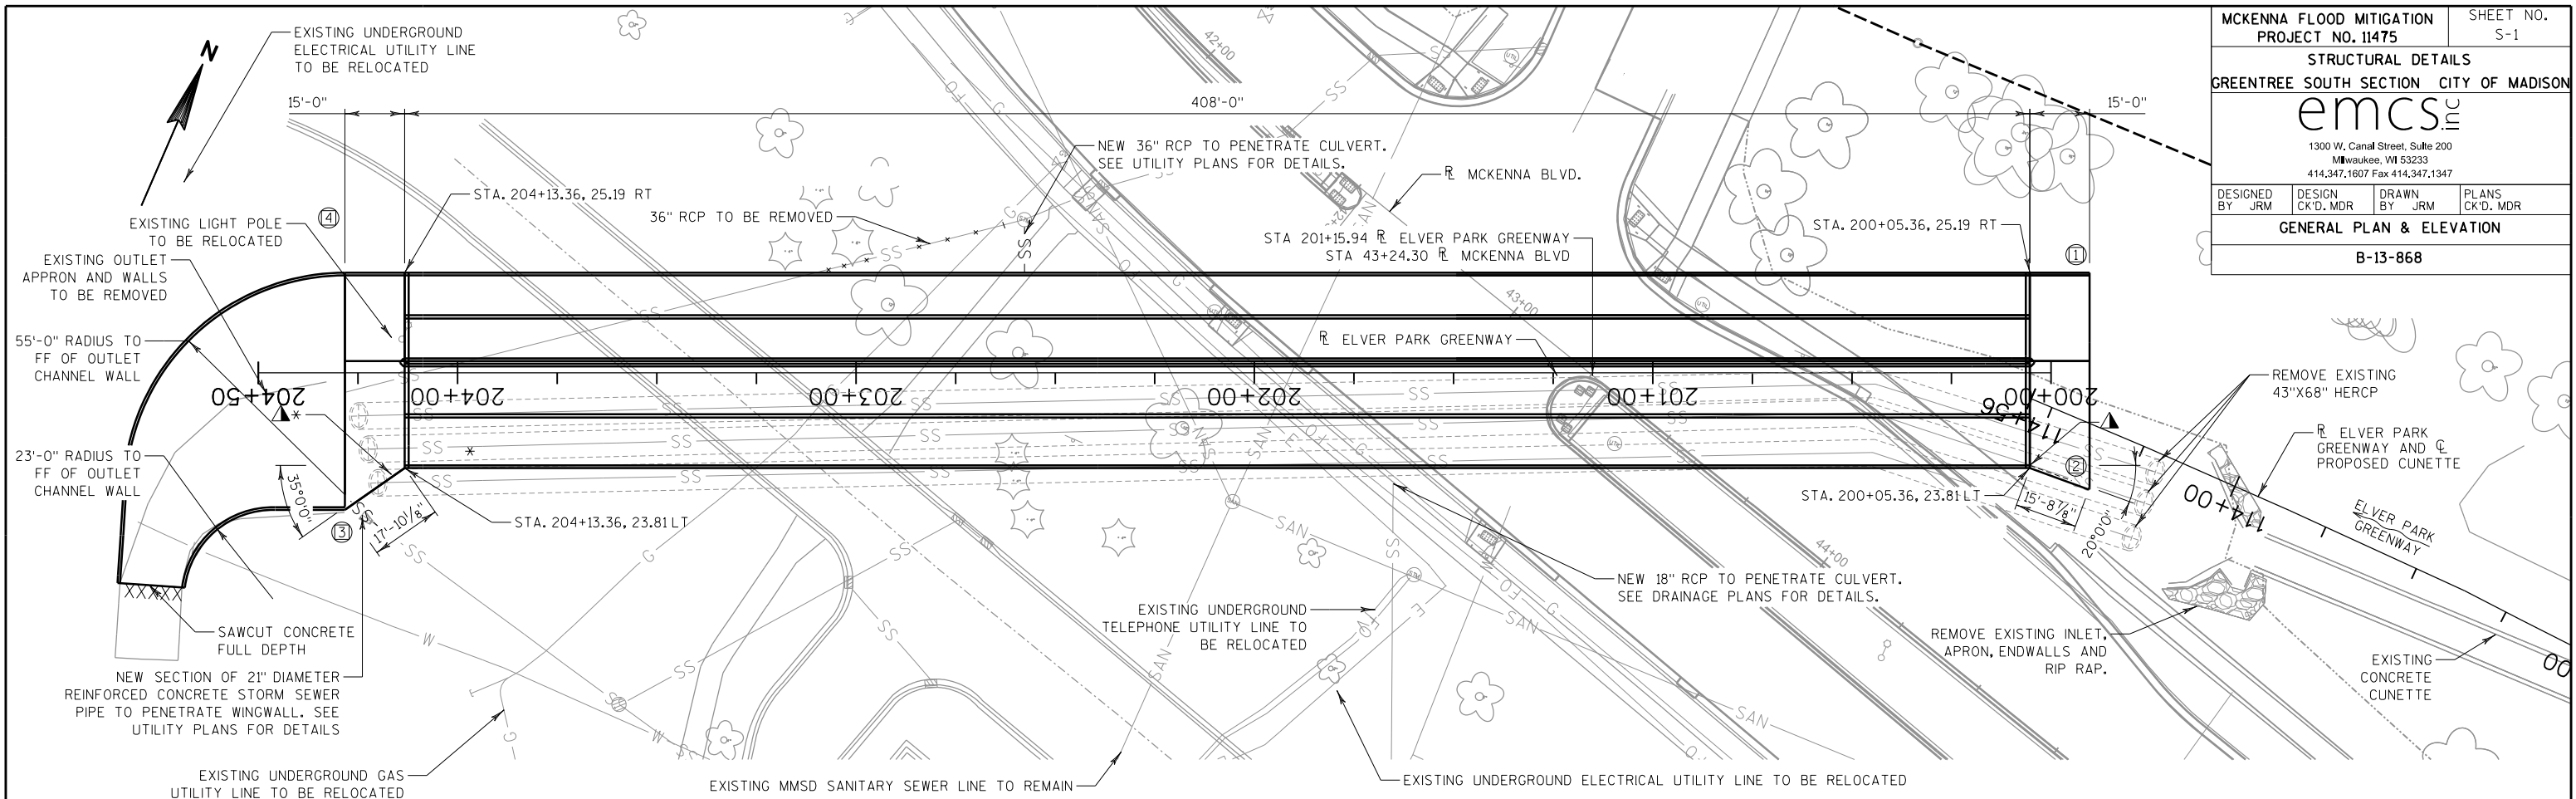 MCKENNA FLOOD MITIGATION
PROJECT NO. 11475
SHEET NO.
S-1
STRUCTURAL DETAILS
GREENTREE SOUTH SECTION CITY OF MADISON
emcs inc
1300 W. Canal Street, Suite 200
Milwaukee, WI 53233
414.347.1607 Fax 414.347.1347
DESIGNED
BY JRM
DESIGN
CK'D. MDR
DRAWN
BY JRM
PLANS
CK'D. MDR
GENERAL PLAN & ELEVATION
B-13-868
N
EXISTING UNDERGROUND
ELECTRICAL UTILITY LINE
TO BE RELOCATED
15'-0"
408'-0"
15'-0"
42+00
NEW 36" RCP TO PENETRATE CULVERT.
SEE UTILITY PLANS FOR DETAILS.
MCKENNA BLVD.
STA. 204+13.36, 25.19 RT
36" RCP TO BE REMOVED
STA 201+15.94 ELVER PARK GREENWAY
STA 43+24.30 MCKENNA BLVD
STA. 200+05.36, 25.19 RT
1
4
EXISTING LIGHT POLE
TO BE RELOCATED
EXISTING OUTLET
APPRON AND WALLS
TO BE REMOVED
55'-0" RADIUS TO
FF OF OUTLET
CHANNEL WALL
43+00
ELVER PARK GREENWAY
204+50
204+00
203+00
202+00
201+00
200+00
114+56
REMOVE EXISTING
43"X68" HERCP
ELVER PARK
GREENWAY AND
PROPOSED CUNETTE
23'-0" RADIUS TO
FF OF OUTLET
CHANNEL WALL
35°0'0"
17'-10⅛"
3
STA. 204+13.36, 23.81 LT
2
STA. 200+05.36, 23.81 LT
15'-8⅞"
20°0'0"
114+00
ELVER PARK
GREENWAY
44+00
NEW 18" RCP TO PENETRATE CULVERT.
SEE DRAINAGE PLANS FOR DETAILS.
EXISTING UNDERGROUND
TELEPHONE UTILITY LINE TO
BE RELOCATED
SAWCUT CONCRETE
FULL DEPTH
REMOVE EXISTING INLET,
APRON, ENDWALLS AND
RIP RAP.
EXISTING
CONCRETE
CUNETTE
00
NEW SECTION OF 21" DIAMETER
REINFORCED CONCRETE STORM SEWER
PIPE TO PENETRATE WINGWALL. SEE
UTILITY PLANS FOR DETAILS
EXISTING UNDERGROUND GAS
UTILITY LINE TO BE RELOCATED
EXISTING MMSD SANITARY SEWER LINE TO REMAIN
EXISTING UNDERGROUND ELECTRICAL UTILITY LINE TO BE RELOCATED